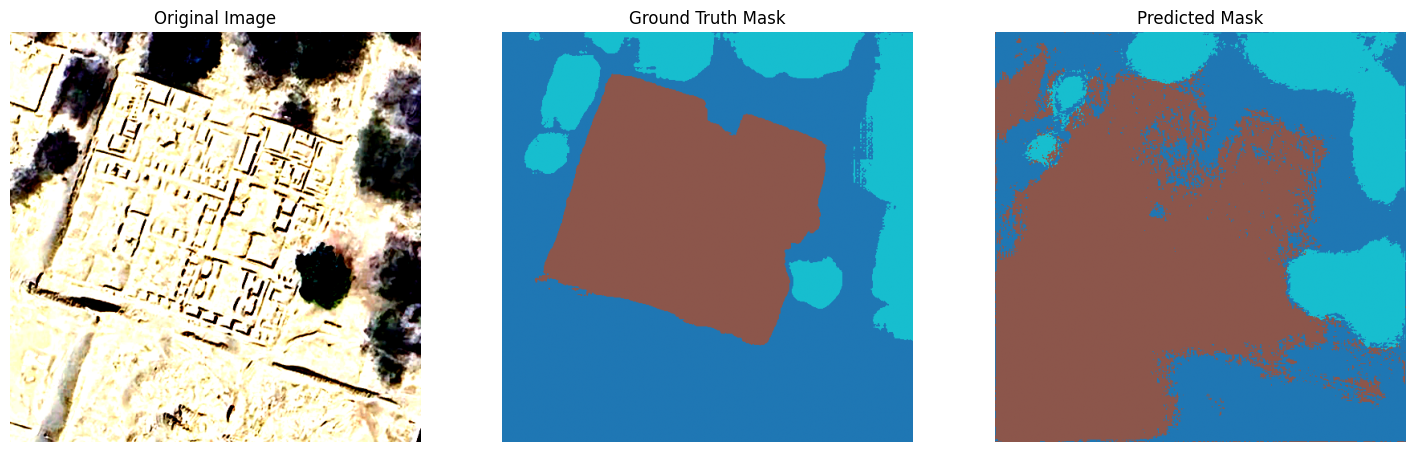 Original Image
Ground Truth Mask
Predicted Mask